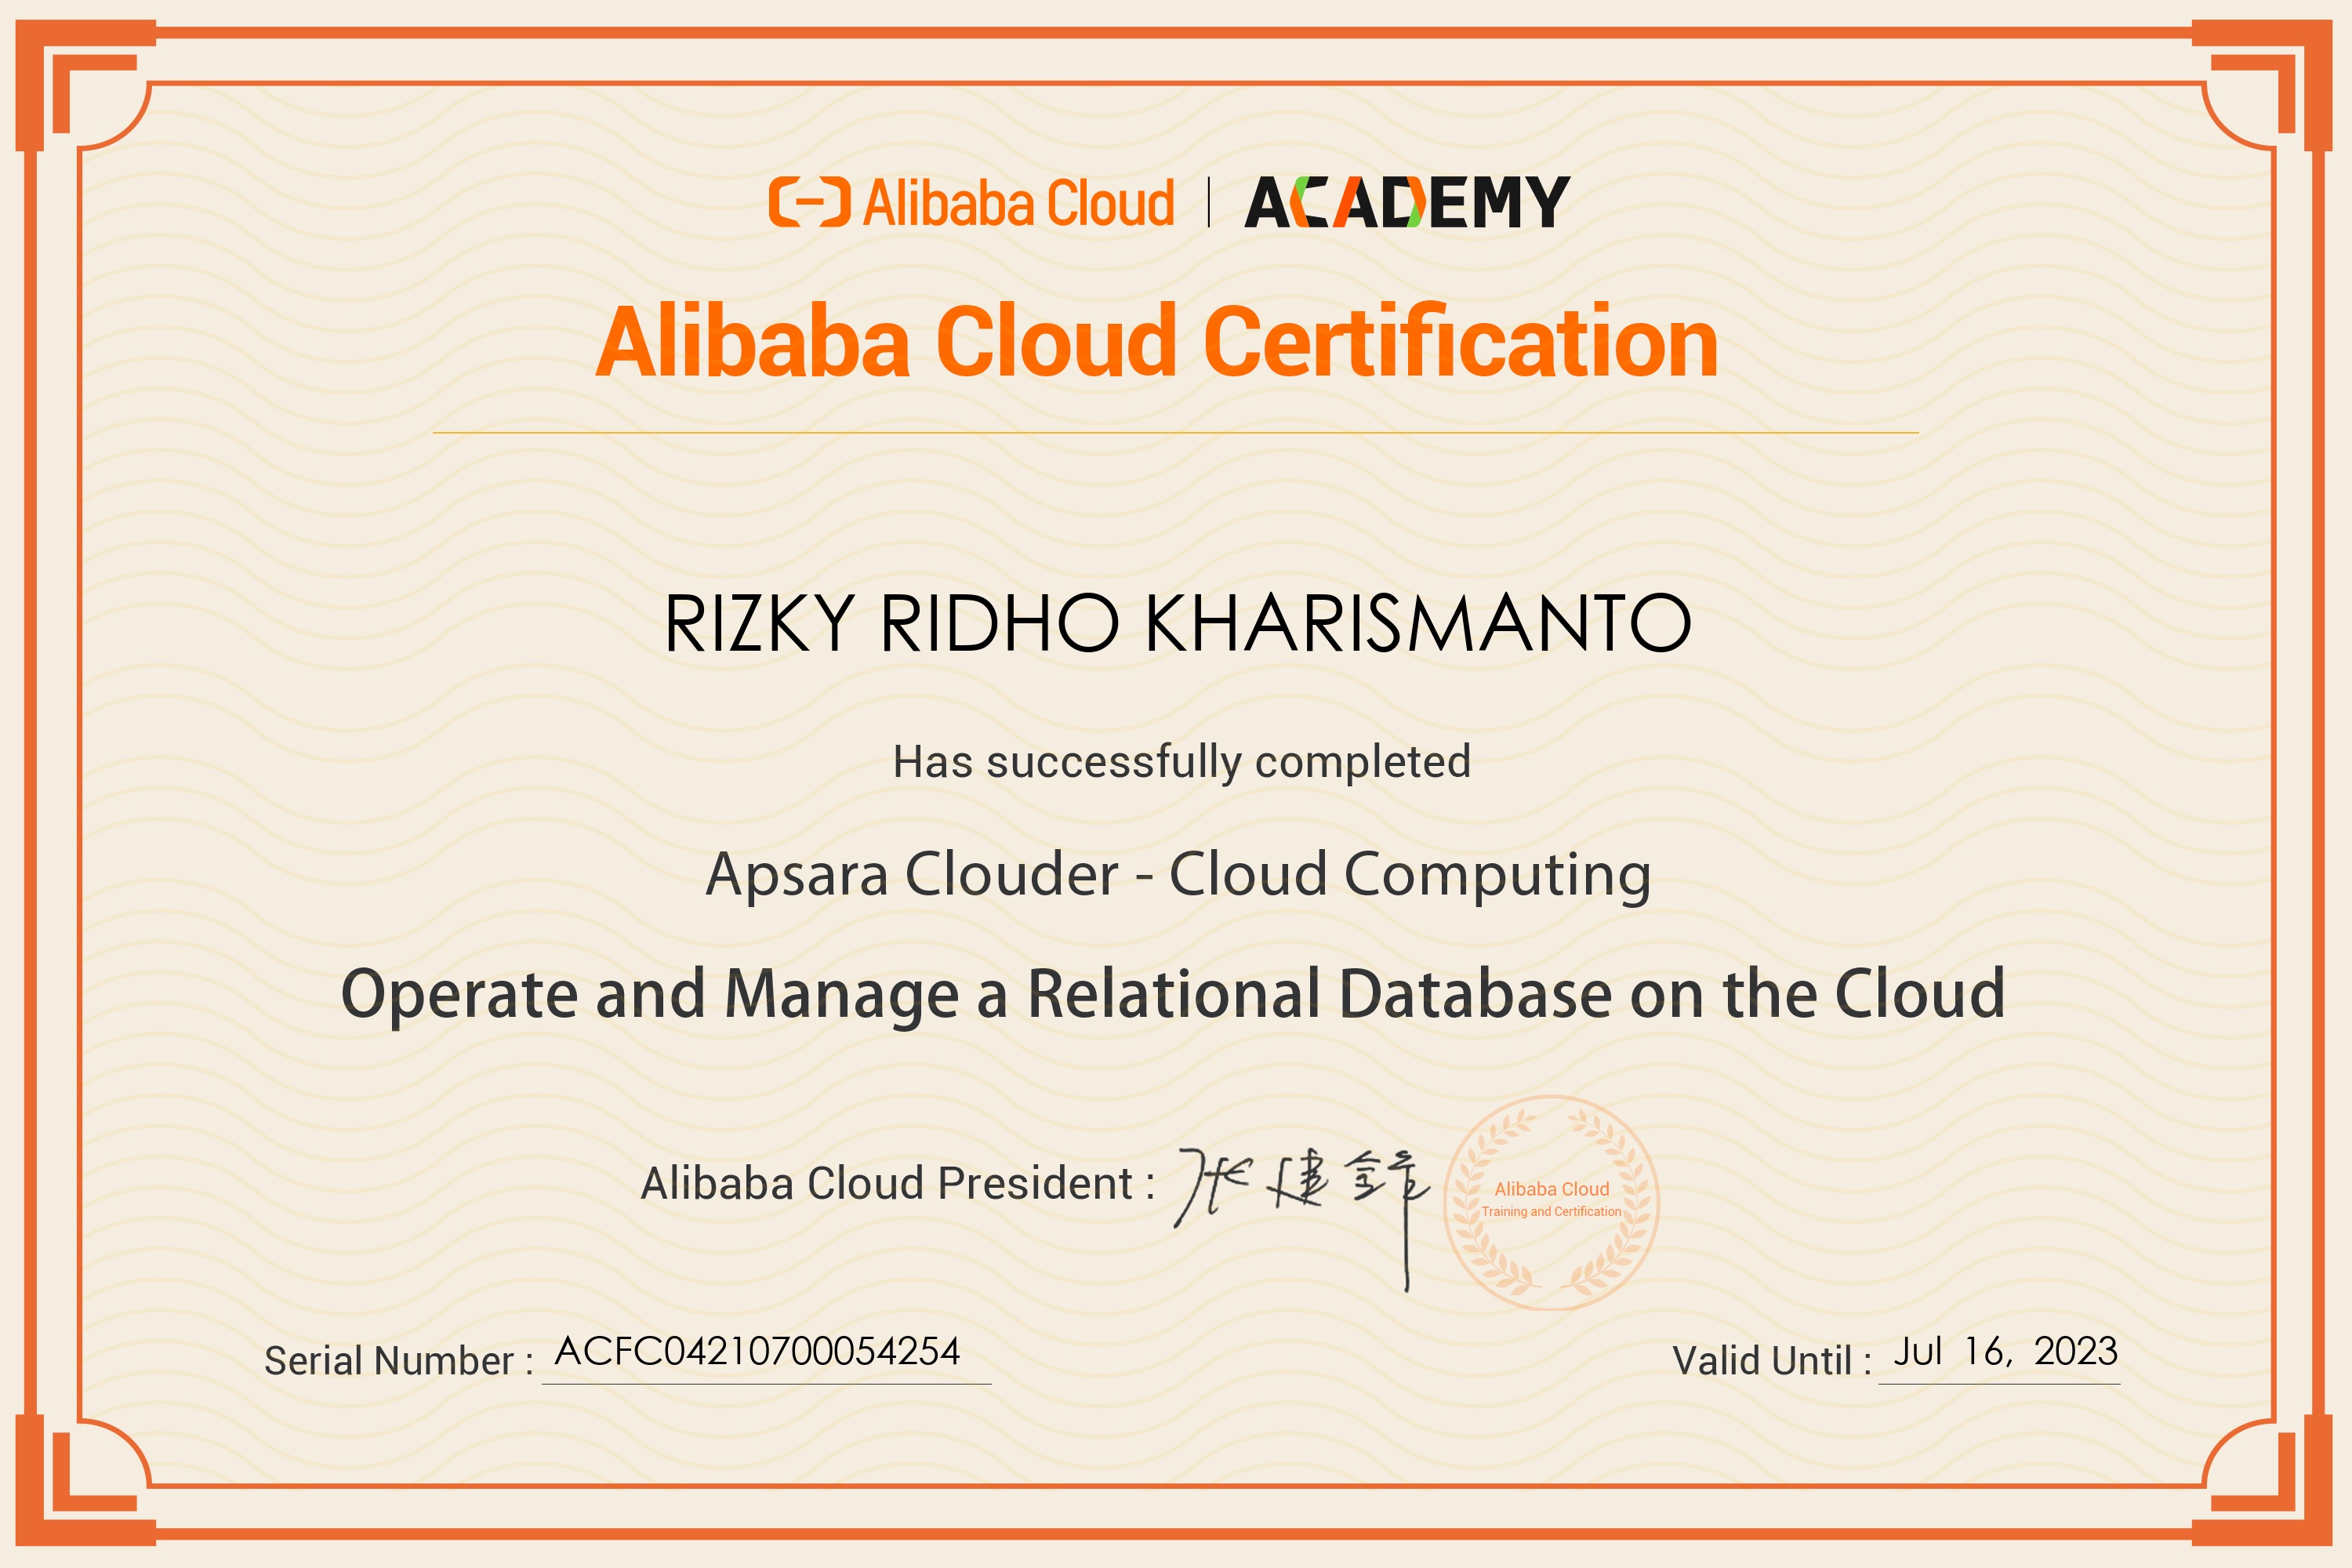 Alibaba Cloud | ACADEMY
Alibaba Cloud Certification
RIZKY RIDHO KHARISMANTO
Has successfully completed
Apsara Clouder - Cloud Computing
Operate and Manage a Relational Database on the Cloud
Alibaba Cloud President : 张建锋
Alibaba Cloud
Training and Certification
Serial Number : ACFC04210700054254
Valid Until : Jul 16, 2023